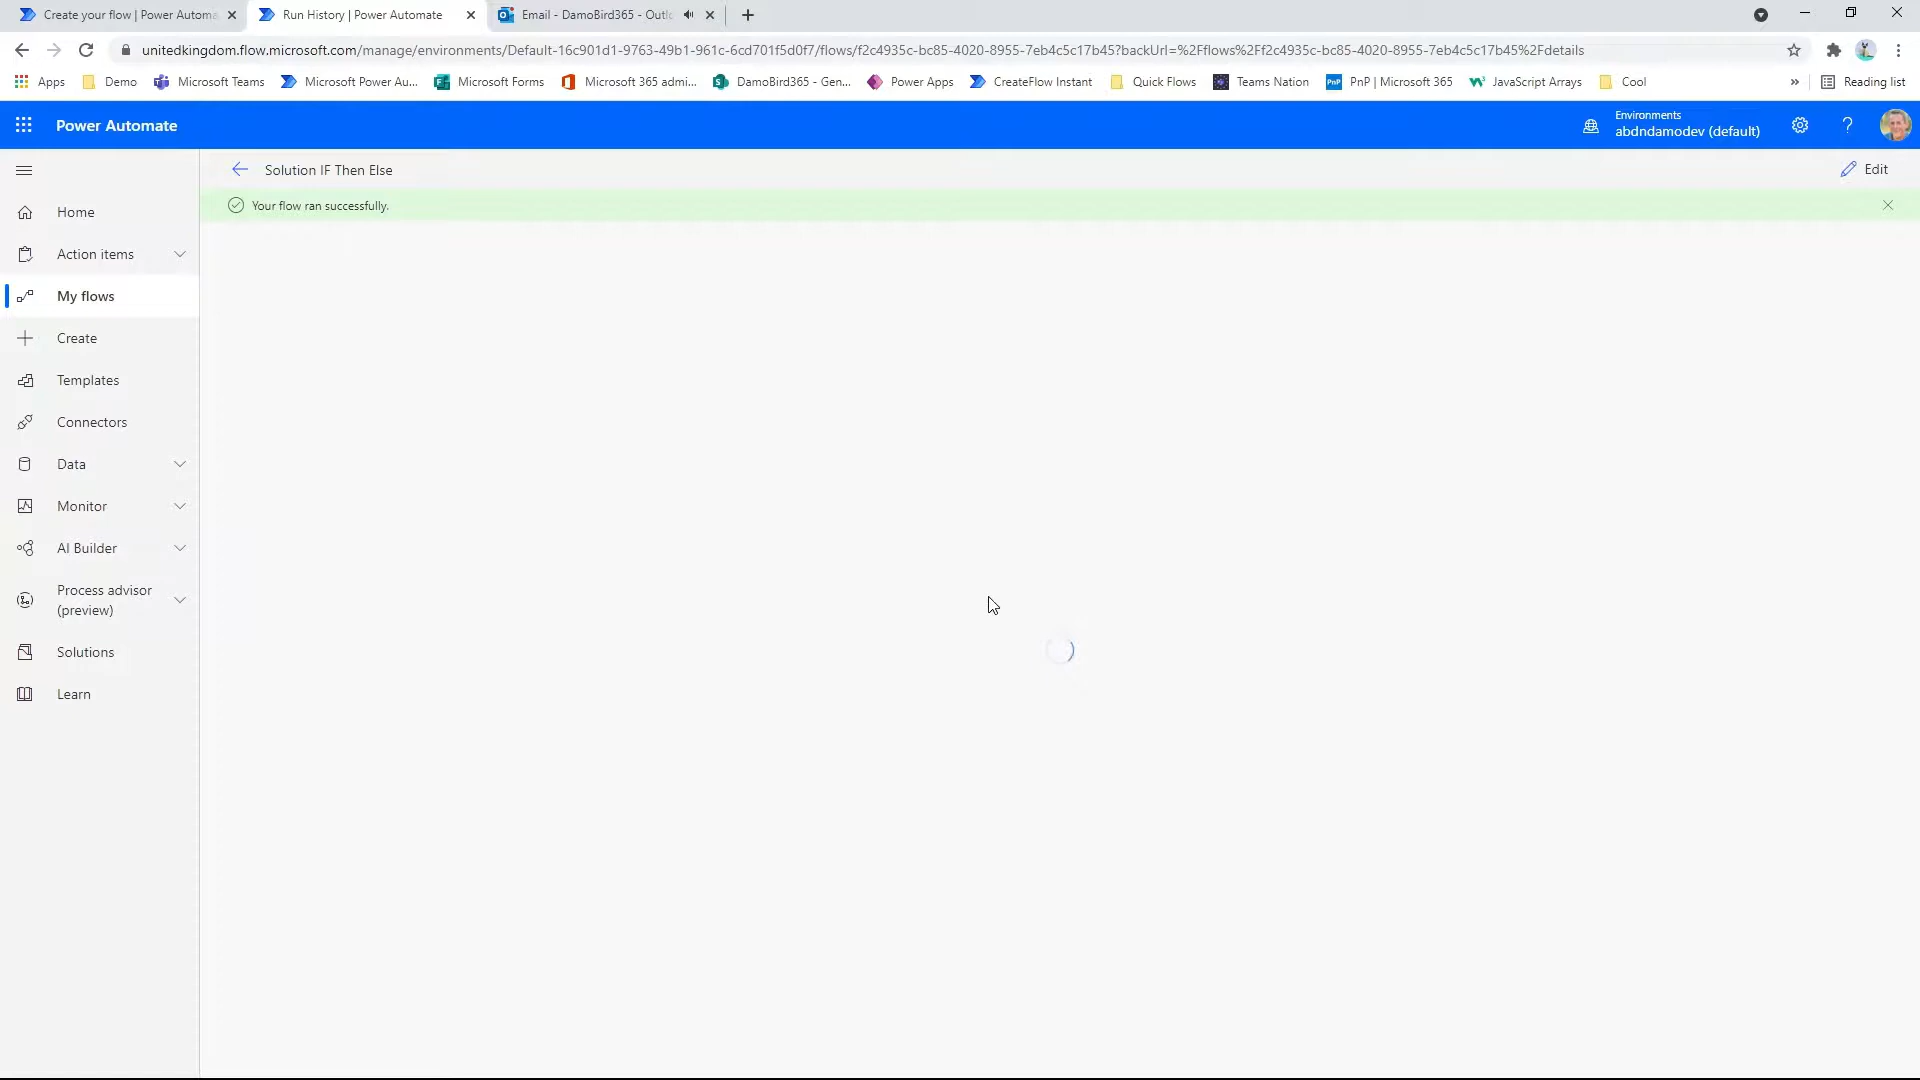 Create your flow | Power Automa
Run History | Power Automate
Email - DamoBird365 - Outlo
unitedkingdom.flow.microsoft.com/manage/environments/Default-16c901d1-9763-49b1-961c-6cd701f5d0f7/flows/f2c4935c-bc85-4020-8955-7eb4c5c17b45?backUrl=%2Fflows%2Ff2c4935c-bc85-4020-8955-7eb4c5c17b45%2Fdetails
Apps
Demo
Microsoft Teams
Microsoft Power Au...
Microsoft Forms
Microsoft 365 admi...
DamoBird365 - Gen...
Power Apps
CreateFlow Instant
Quick Flows
Teams Nation
PnP | Microsoft 365
JavaScript Arrays
Cool
»
Reading list
Power Automate
Environments
abdndamodev (default)
?
Solution IF Then Else
Edit
Your flow ran successfully.
Home
Action items
My flows
Create
Templates
Connectors
Data
Monitor
AI Builder
Process advisor
(preview)
Solutions
Learn